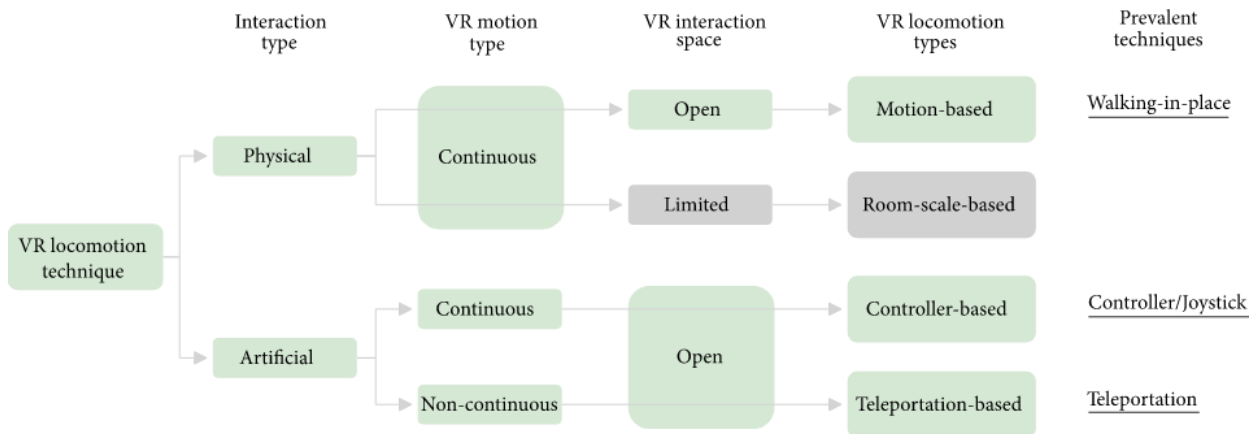 Interaction
type
VR motion
type
VR interaction
space
VR locomotion
types
Prevalent
techniques
Open
Motion-based
Walking-in-place
Physical
Continuous
Limited
Room-scale-based
VR locomotion
technique
Continuous
Controller-based
Controller/Joystick
Artificial
Open
Non-continuous
Teleportation-based
Teleportation